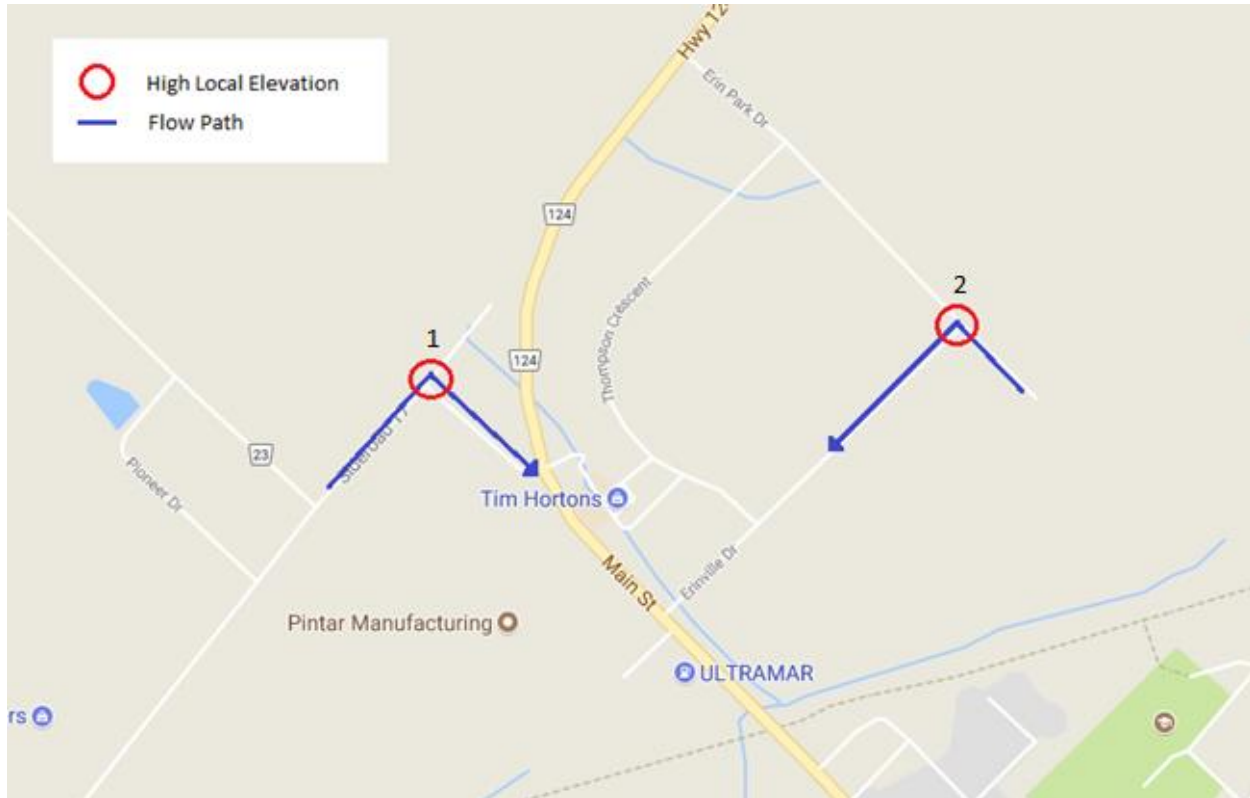 High Local Elevation
Flow Path
Hwy 12
Erin Park Dr
124
2
Thompson Crescent
1
124
Sideroad 17
23
Pioneer Dr
Tim Hortons
Erinville Dr
Main St
Pintar Manufacturing
ULTRAMAR
rs